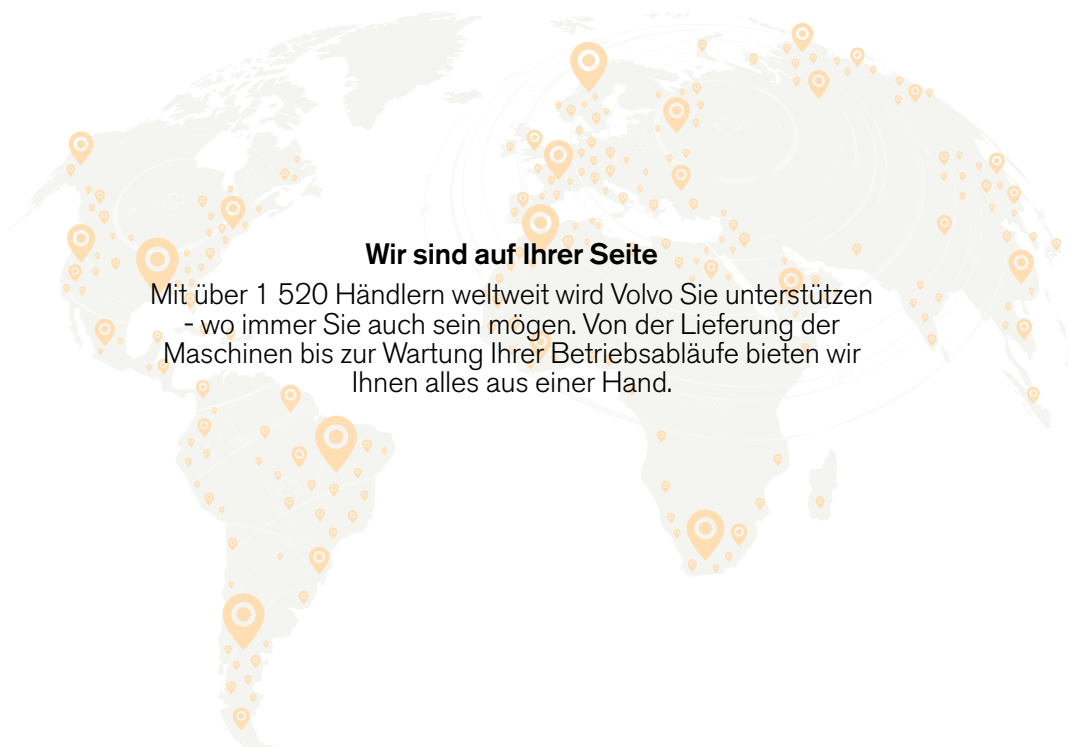 Wir sind auf Ihrer Seite
Mit über 1 520 Händlern weltweit wird Volvo Sie unterstützen
- wo immer Sie auch sein mögen. Von der Lieferung der
Maschinen bis zur Wartung Ihrer Betriebsabläufe bieten wir
Ihnen alles aus einer Hand.